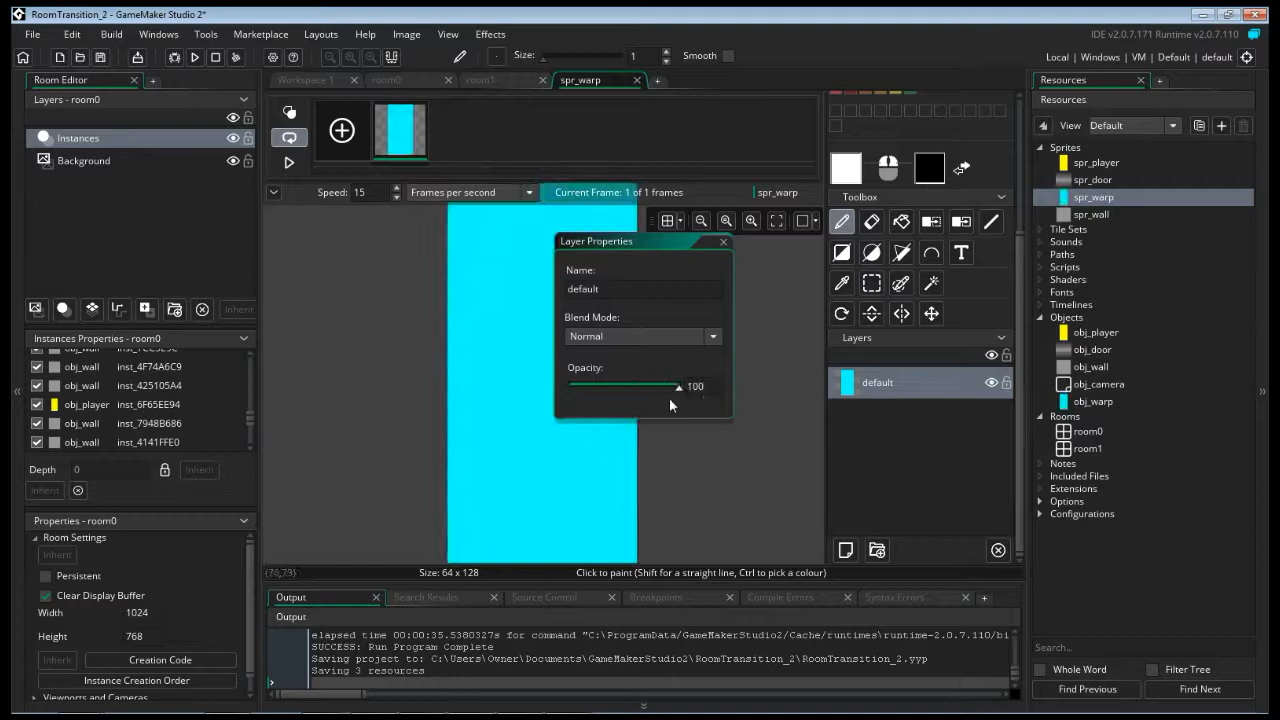 RoomTransition_2 - GameMaker Studio 2*
File Edit Build Windows Tools Marketplace Layouts Help View Effects
IDE v2.0.7.171 Runtime v2.0.7.110
Size: 1 Smooth
Local | Windows | VM | Default | default
Room Editor
Workspace 1 room0 room1 spr_warp
Resources
Layers - room0
Resources
View Default
Instances
Background
Speed: 15 Frames per second Current Frame: 1 of 1 frames spr_warp
Toolbox
Sprites
spr_player
spr_door
spr_warp
spr_wall
Tile Sets
Sounds
Paths
Scripts
Shaders
Fonts
Timelines
Objects
obj_player
obj_door
obj_wall
obj_camera
obj_warp
Rooms
room0
room1
Notes
Included Files
Extensions
Options
Configurations
Layer Properties
Name:
default
Blend Mode:
Normal
Opacity:
100
Layers
default
Inherit
Instances Properties - room0
obj_wall inst_4F74A6C9
obj_wall inst_425105A4
obj_player inst_6F65EE94
obj_wall inst_7948B686
obj_wall inst_4141FFE0
Depth 0 Inherit
Inherit
Properties - room0
Room Settings
Inherit
Persistent
Clear Display Buffer
Width 1024
Height 768
Inherit Creation Code
Instance Creation Order
Viewports and Cameras
Size: 64 x 128 Click to paint (Shift for a straight line, Ctrl to pick a colour)
Output Search Results Source Control Breakpoints Compile Errors Syntax Errors
Output
elapsed time 00:00:35.5380327s for command "C:\ProgramData/GameMakerStudio2/Cache/runtimes\runtime-2.0.7.110/bi
SUCCESS: Run Program Complete
Saving project to: C:\Users\Owner\Documents\GameMakerStudio2\RoomTransition_2\RoomTransition_2.yyp
Saving 3 resources
Search...
Whole Word Filter Tree
Find Previous Find Next